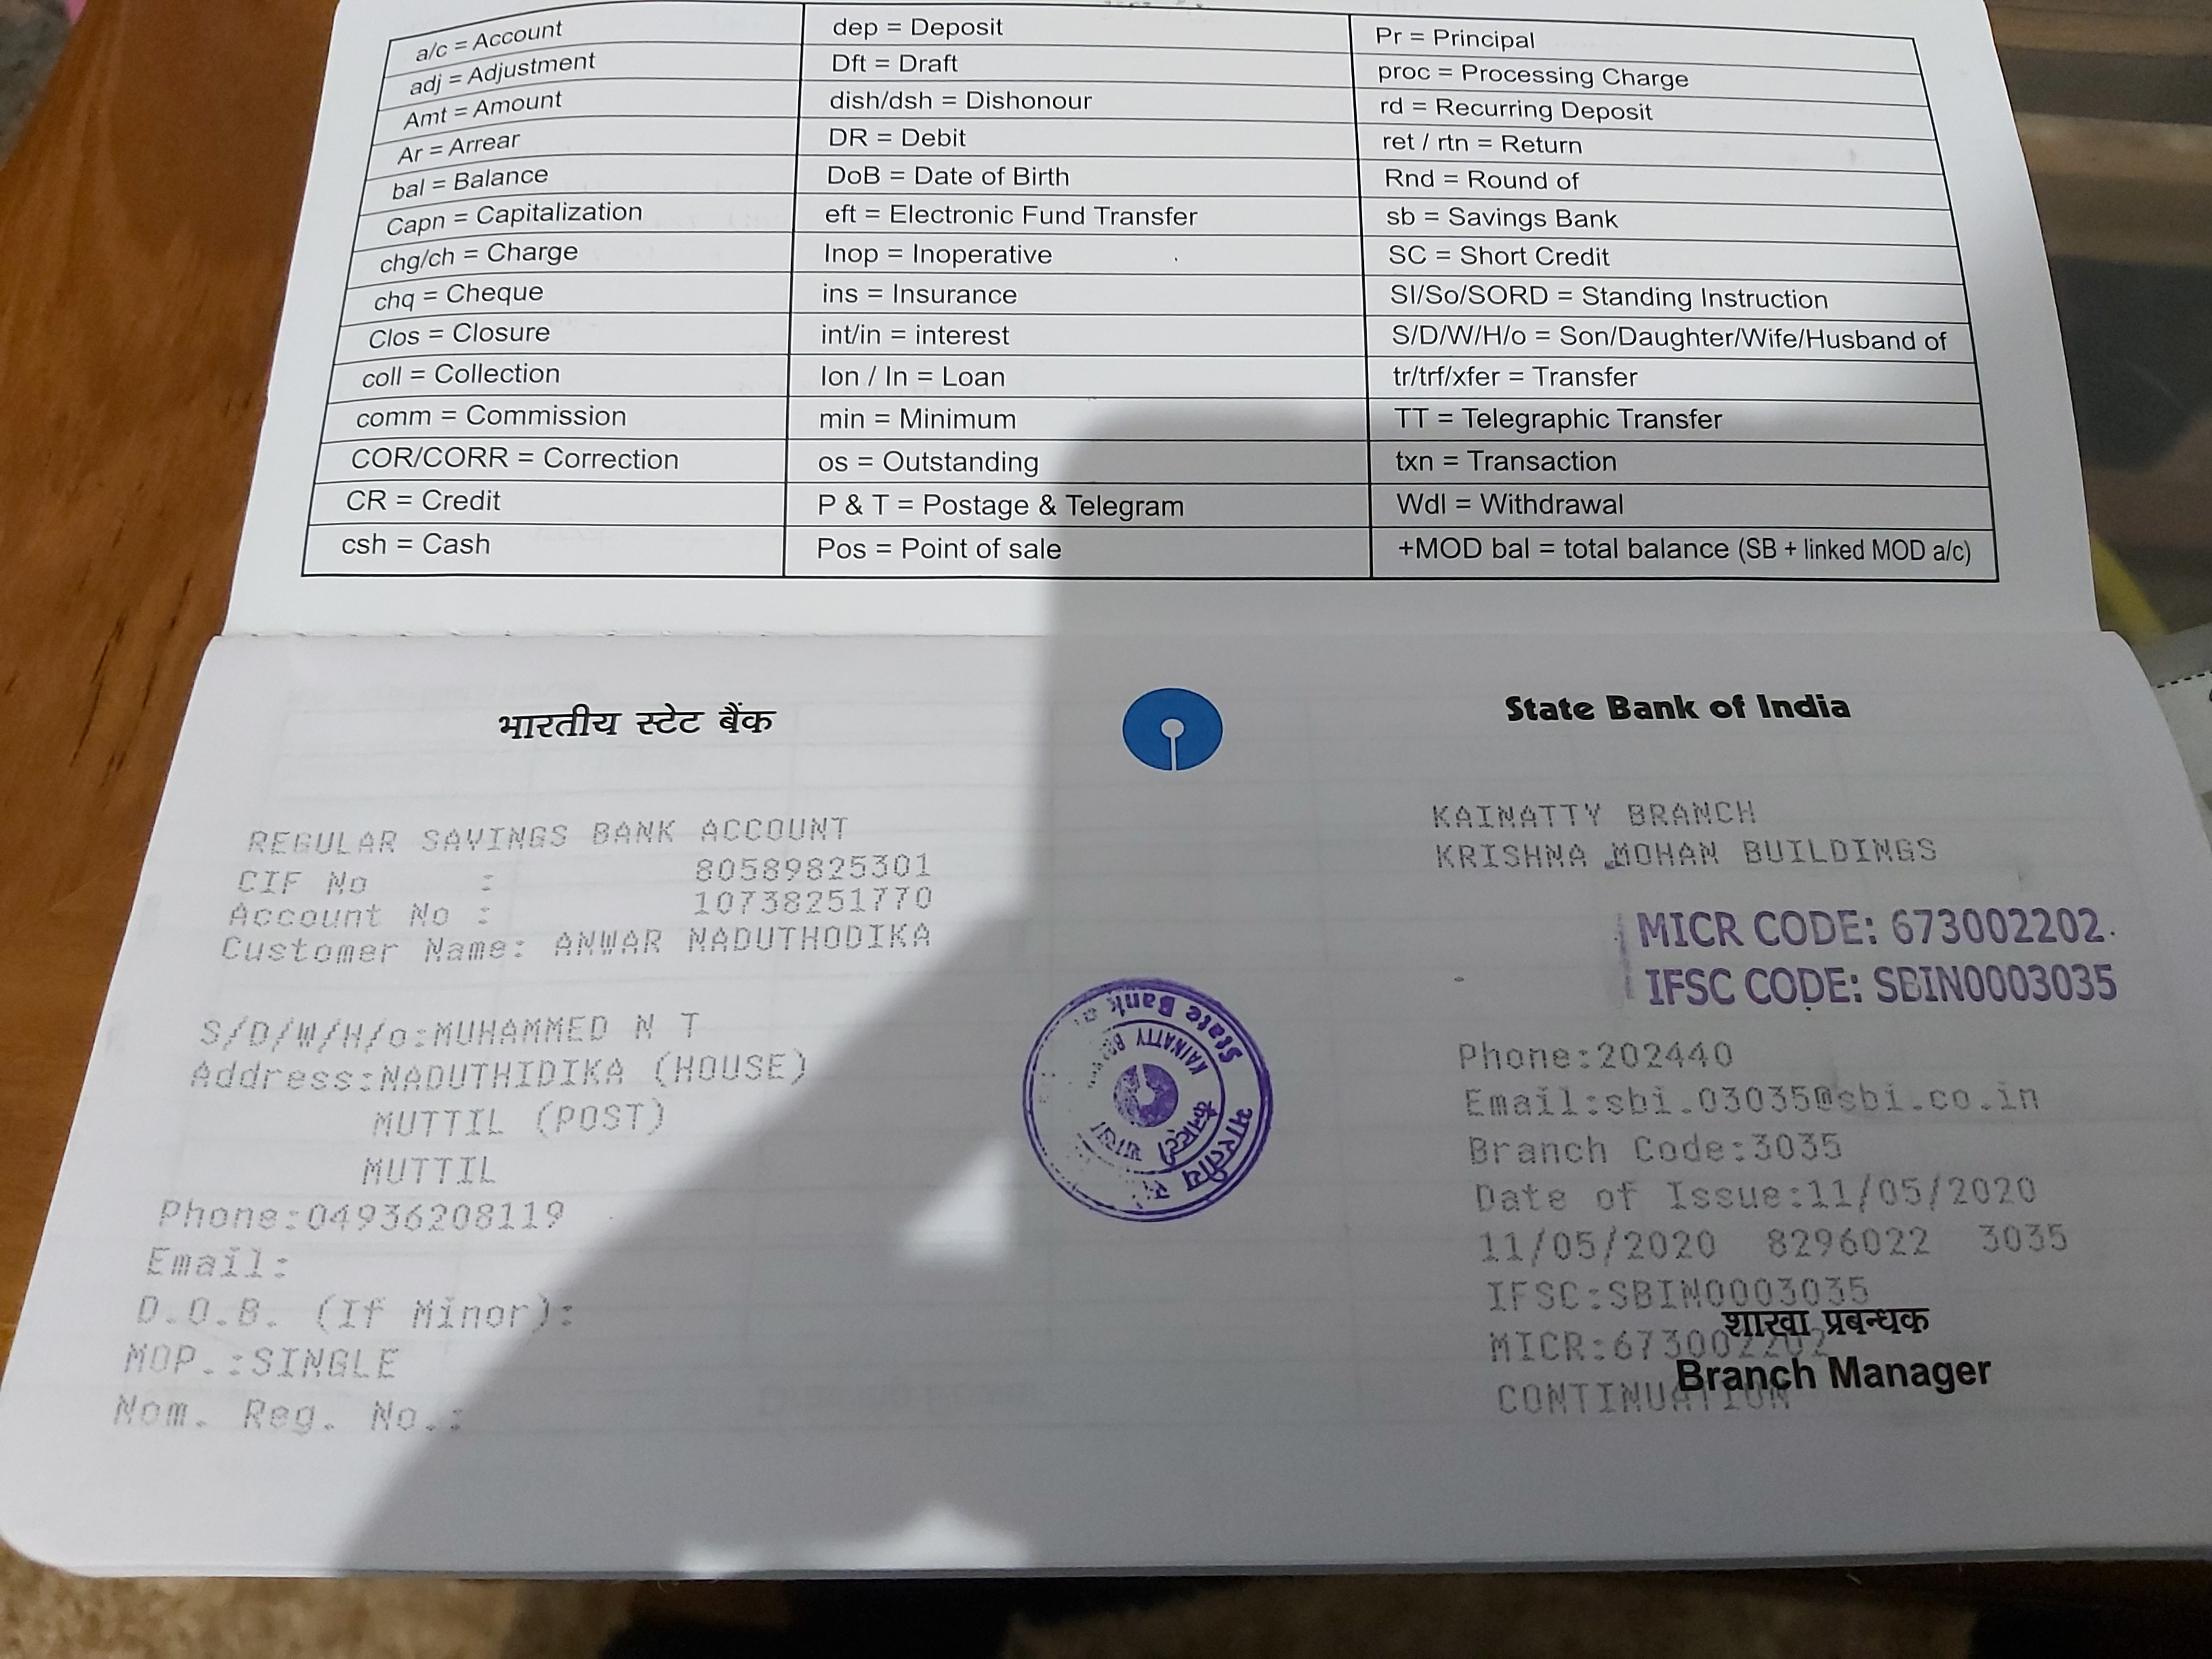 a/c = Account dep = Deposit Pr = Principal
adj = Adjustment Dft = Draft proc = Processing Charge
Amt = Amount dish/dsh = Dishonour rd = Recurring Deposit
Ar = Arrear DR = Debit ret / rtn = Return
bal = Balance DoB = Date of Birth Rnd = Round of
Capn = Capitalization eft = Electronic Fund Transfer sb = Savings Bank
chg/ch = Charge Inop = Inoperative SC = Short Credit
chq = Cheque ins = Insurance SI/So/SORD = Standing Instruction
Clos = Closure int/in = interest S/D/W/H/o = Son/Daughter/Wife/Husband of
coll = Collection lon / ln = Loan tr/trf/xfer = Transfer
comm = Commission min = Minimum TT = Telegraphic Transfer
COR/CORR = Correction os = Outstanding txn = Transaction
CR = Credit P & T = Postage & Telegram Wdl = Withdrawal
csh = Cash Pos = Point of sale +MOD bal = total balance (SB + linked MOD a/c)
भारतीय स्टेट बैंक State Bank of India
REGULAR SAVINGS BANK ACCOUNT KAINATTY BRANCH
CIF No : 80589825301 KRISHNA MOHAN BUILDINGS
Account No : 10738251770
Customer Name: ANWAR NADUTHODIKA MICR CODE: 673002202
IFSC CODE: SBIN0003035
S/D/W/H/o:MUHAMMED N T Phone:202440
Address:NADUTHIDIKA (HOUSE) Email:sbi.03035@sbi.co.in
MUTTIL (POST) Branch Code:3035
MUTTIL Date of Issue:11/05/2020
Phone:04936208119 11/05/2020 8296022 3035
Email: IFSC:SBIN0003035
D.O.B. (If Minor): MICR:673002202
MOP.:SINGLE CONTINUATION
Nom. Reg. No.:
शाखा प्रबन्धक
Branch Manager
State Bank
KAINATTY
भारतीय